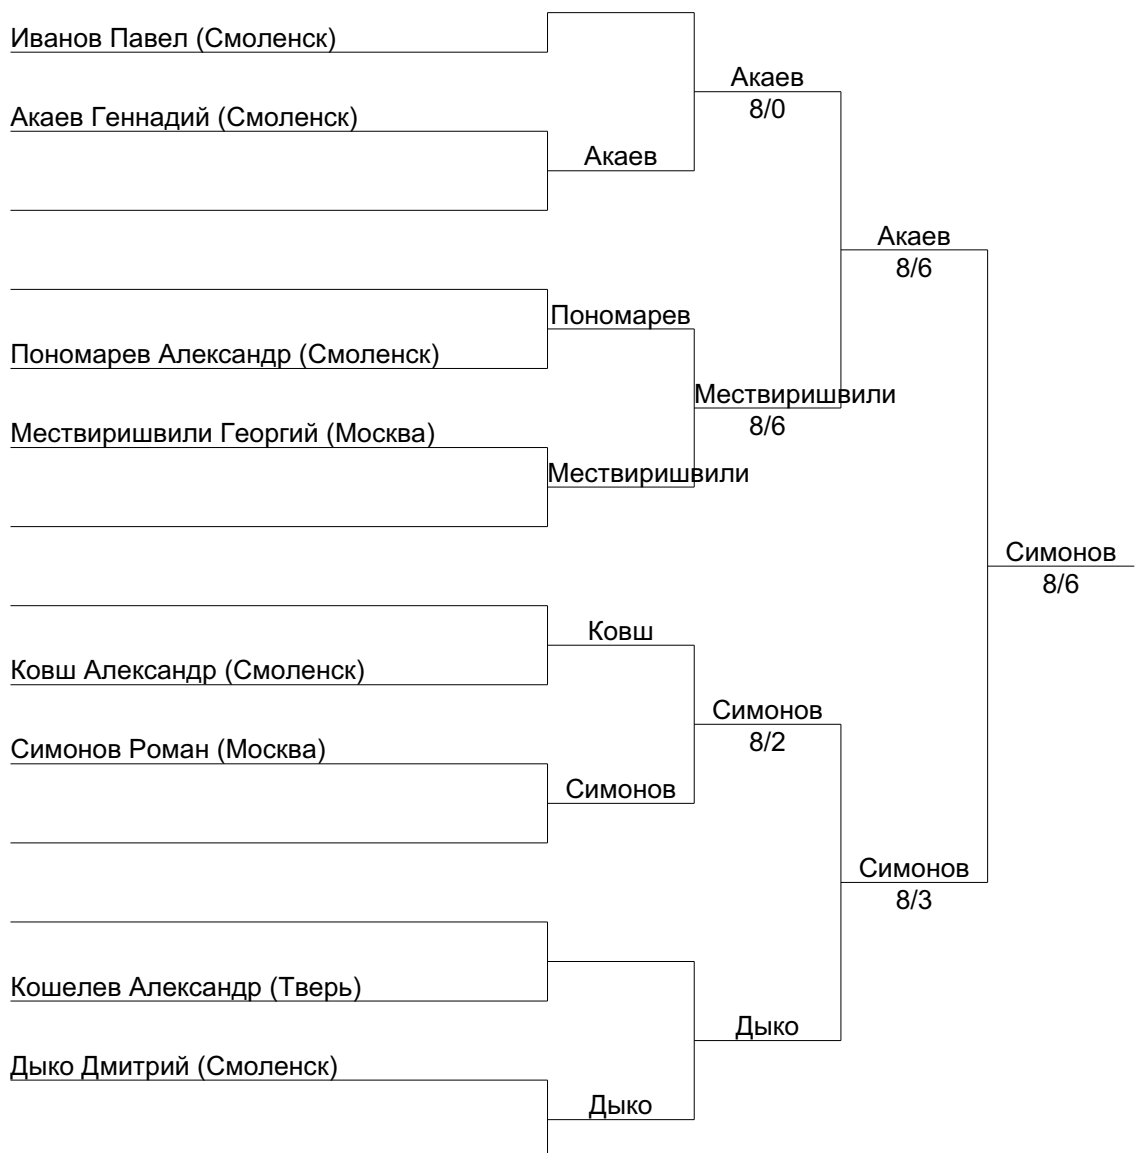 Иванов Павел (Смоленск)
Акаев
8/0
Акаев Геннадий (Смоленск)
Акаев
Акаев
8/6
Пономарев
Пономарев Александр (Смоленск)
Мествиришвили
8/6
Мествиришвили Георгий (Москва)
Мествиришвили
Симонов
8/6
Ковш
Ковш Александр (Смоленск)
Симонов
8/2
Симонов Роман (Москва)
Симонов
Симонов
8/3
Кошелев Александр (Тверь)
Дыко
Дыко Дмитрий (Смоленск)
Дыко